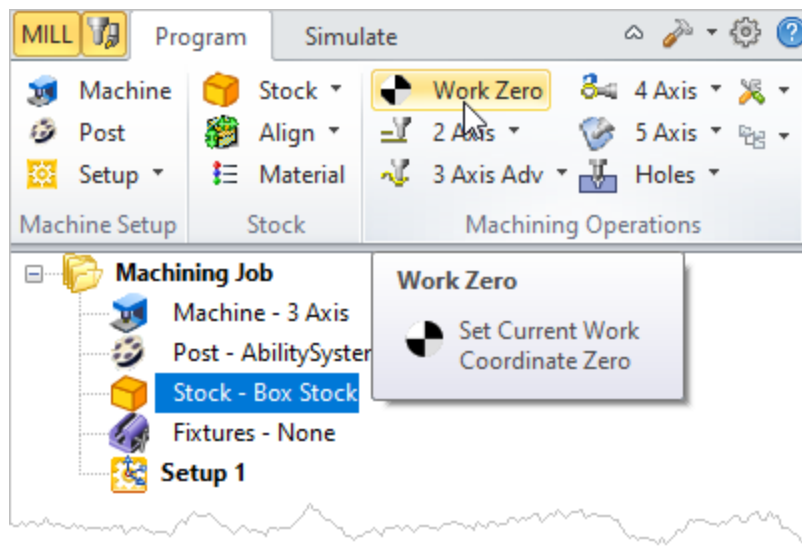 MILL Program Simulate
Machine Stock Work Zero 4 Axis
Post Align 2 Axis 5 Axis
Setup Material 3 Axis Adv Holes
Machine Setup Stock Machining Operations
Machining Job
Work Zero
Machine - 3 Axis
Set Current Work
Post - AbilitySyster
Coordinate Zero
Stock - Box Stock
Fixtures - None
Setup 1